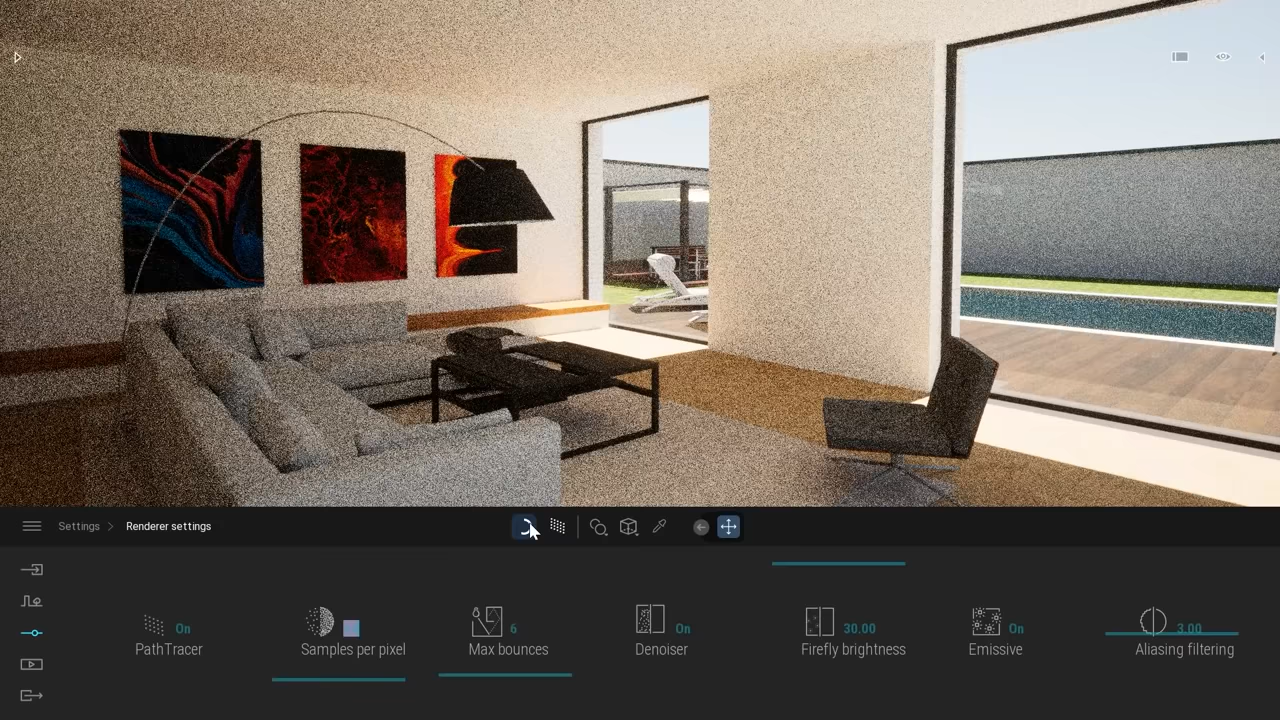 Settings > Renderer settings
On
6
On
30.00
On
3.00
PathTracer
Samples per pixel
Max bounces
Denoiser
Firefly brightness
Emissive
Aliasing filtering